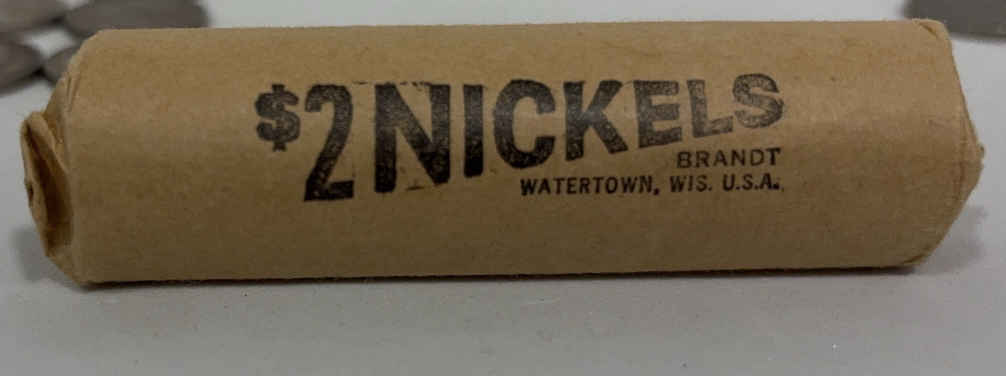 $2 NICKELS
BRANDT
WATERTOWN, WIS. U.S.A.